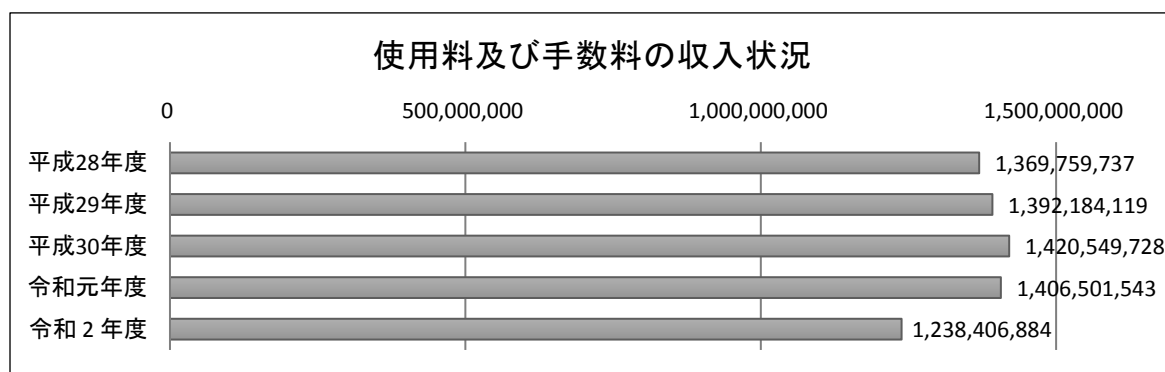 使用料及び手数料の収入状況
0 500,000,000 1,000,000,000 1,500,000,000
平成28年度 1,369,759,737
平成29年度 1,392,184,119
平成30年度 1,420,549,728
令和元年度 1,406,501,543
令和２年度 1,238,406,884